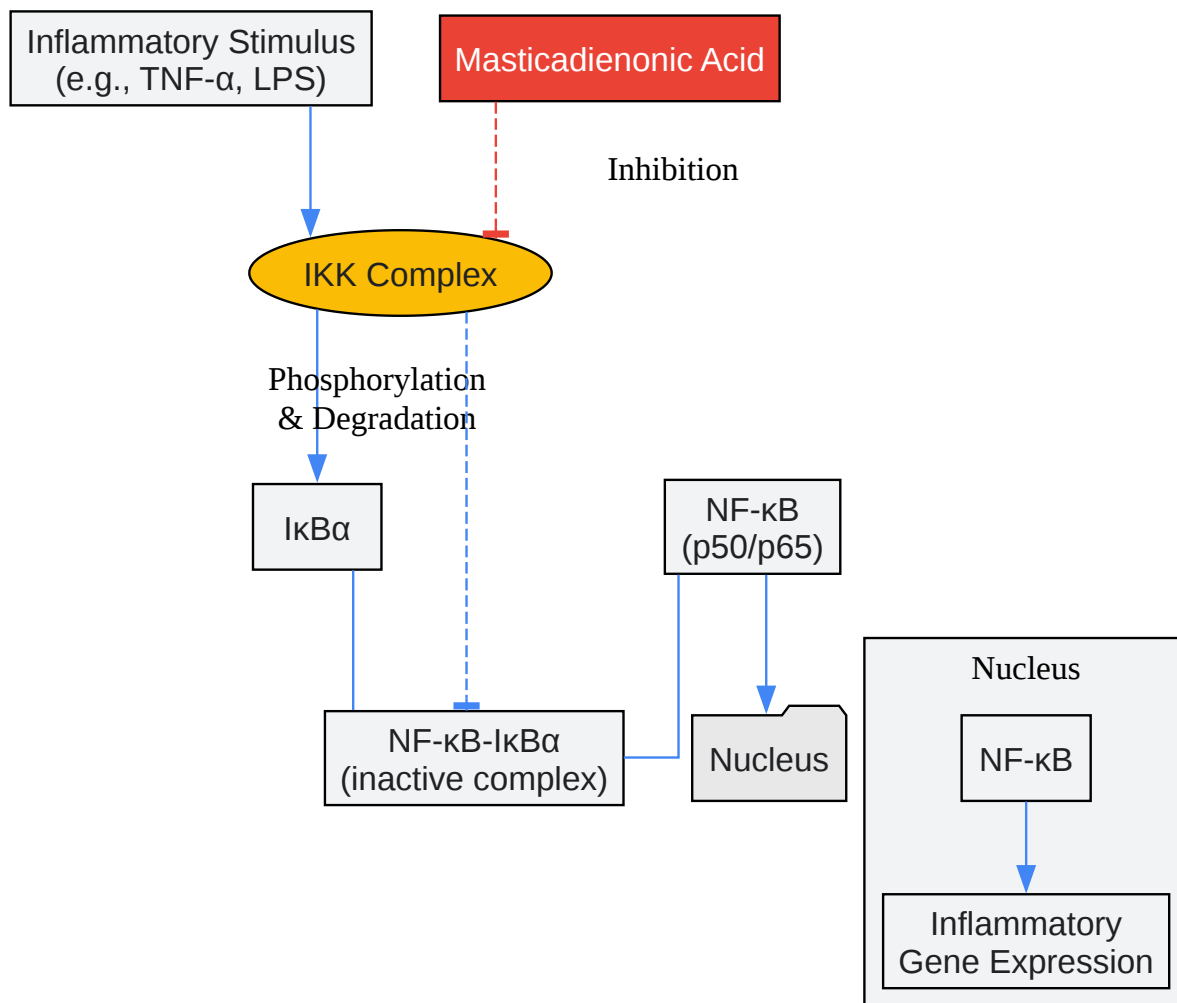 Inflammatory Stimulus
(e.g., TNF-α, LPS)
Masticadienonic Acid
Inhibition
IKK Complex
Phosphorylation
& Degradation
IκBα
NF-κB
(p50/p65)
NF-κB-IκBα
(inactive complex)
Nucleus
Nucleus
NF-κB
Inflammatory
Gene Expression